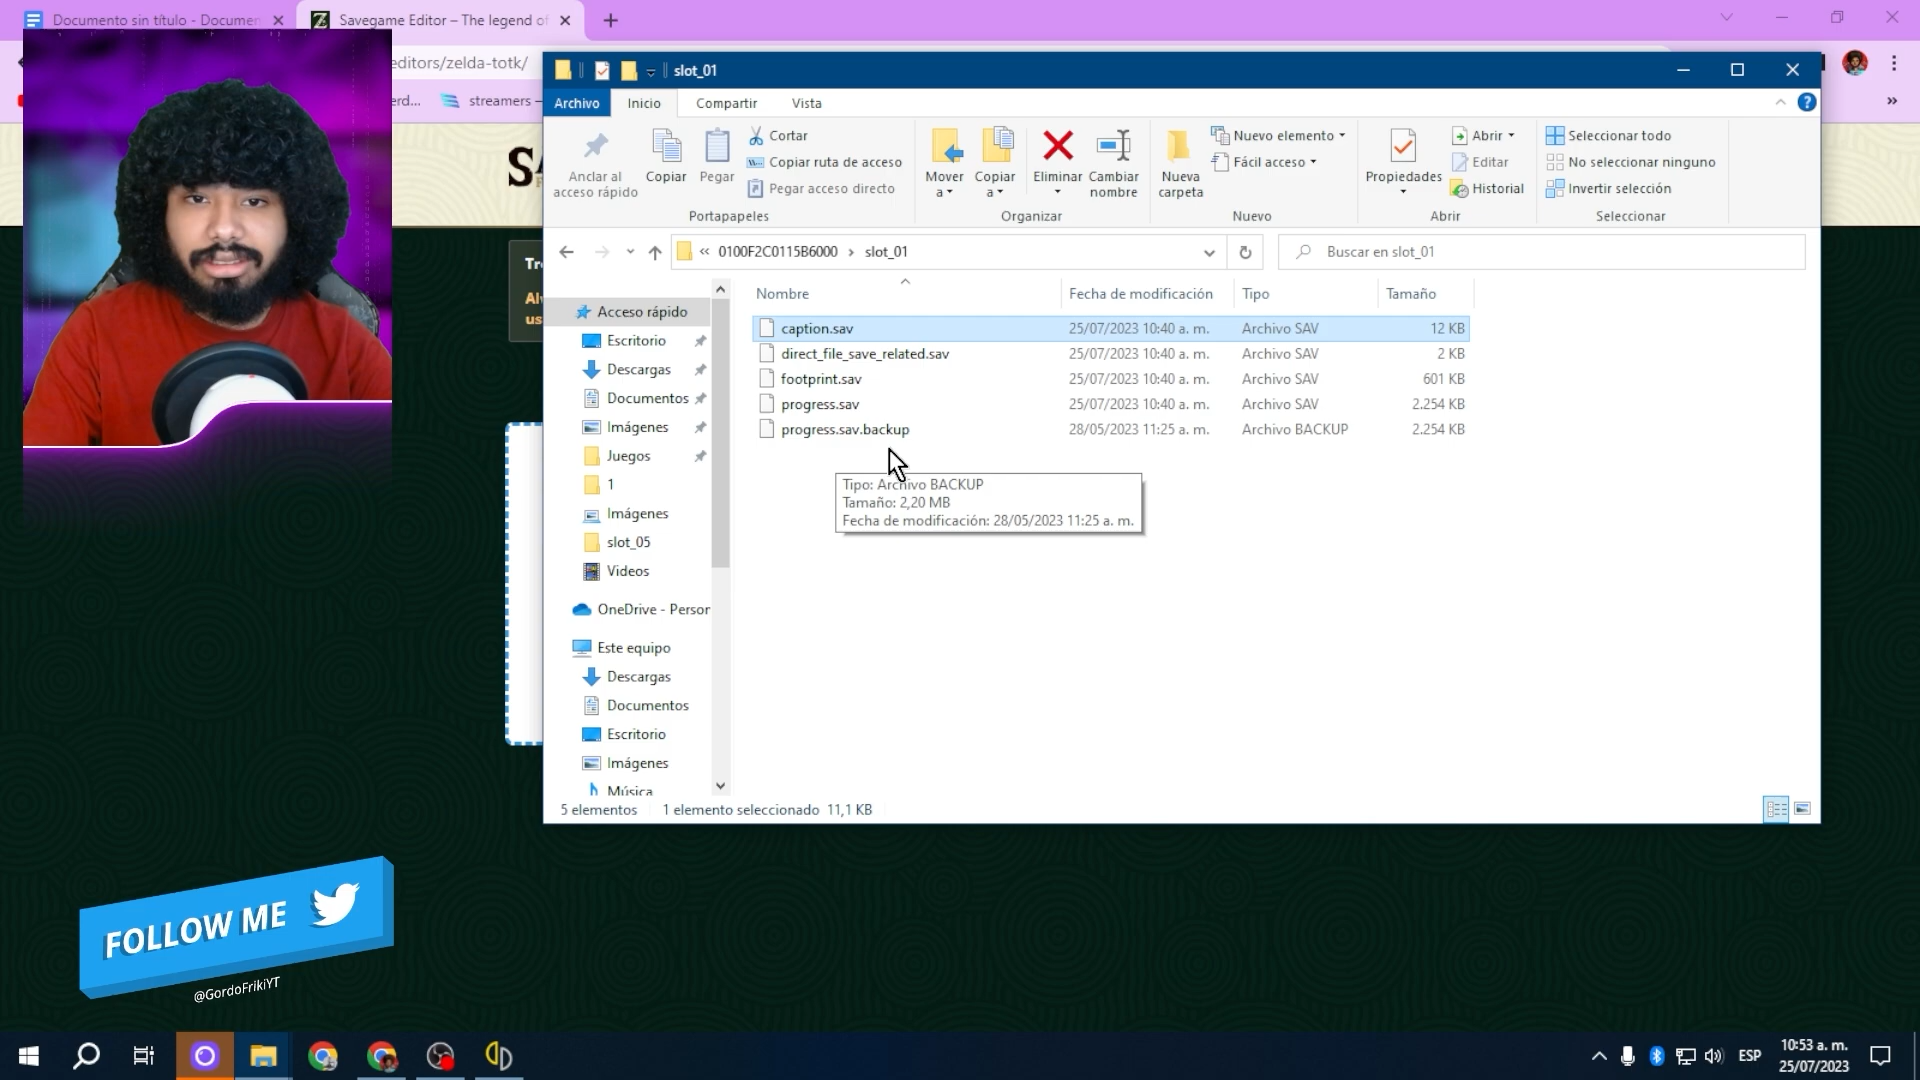 Documento sin título - Documen
Savegame Editor – The legend of
editors/zelda-totk/
erd...
streamers –
»
slot_01
Archivo
Inicio
Compartir
Vista
Anclar al
acceso rápido
Copiar
Pegar
Cortar
Copiar ruta de acceso
Pegar acceso directo
Portapapeles
Mover
a
Copiar
a
Eliminar
Cambiar
nombre
Organizar
Nueva
carpeta
Nuevo elemento
Fácil acceso
Nuevo
Propiedades
Abrir
Editar
Historial
Abrir
Seleccionar todo
No seleccionar ninguno
Invertir selección
Seleccionar
« 0100F2C0115B6000 › slot_01
Buscar en slot_01
Nombre
Fecha de modificación
Tipo
Tamaño
caption.sav 25/07/2023 10:40 a. m. Archivo SAV 12 KB
direct_file_save_related.sav 25/07/2023 10:40 a. m. Archivo SAV 2 KB
footprint.sav 25/07/2023 10:40 a. m. Archivo SAV 601 KB
progress.sav 25/07/2023 10:40 a. m. Archivo SAV 2.254 KB
progress.sav.backup 28/05/2023 11:25 a. m. Archivo BACKUP 2.254 KB
Tipo: Archivo BACKUP
Tamaño: 2,20 MB
Fecha de modificación: 28/05/2023 11:25 a. m.
Acceso rápido
Escritorio
Descargas
Documentos
Imágenes
Juegos
1
Imágenes
slot_05
Videos
OneDrive - Person
Este equipo
Descargas
Documentos
Escritorio
Imágenes
Música
5 elementos
1 elemento seleccionado 11,1 KB
SA
Tr
Al
us
FOLLOW ME
@GordoFrikiYT
ESP
10:53 a. m.
25/07/2023